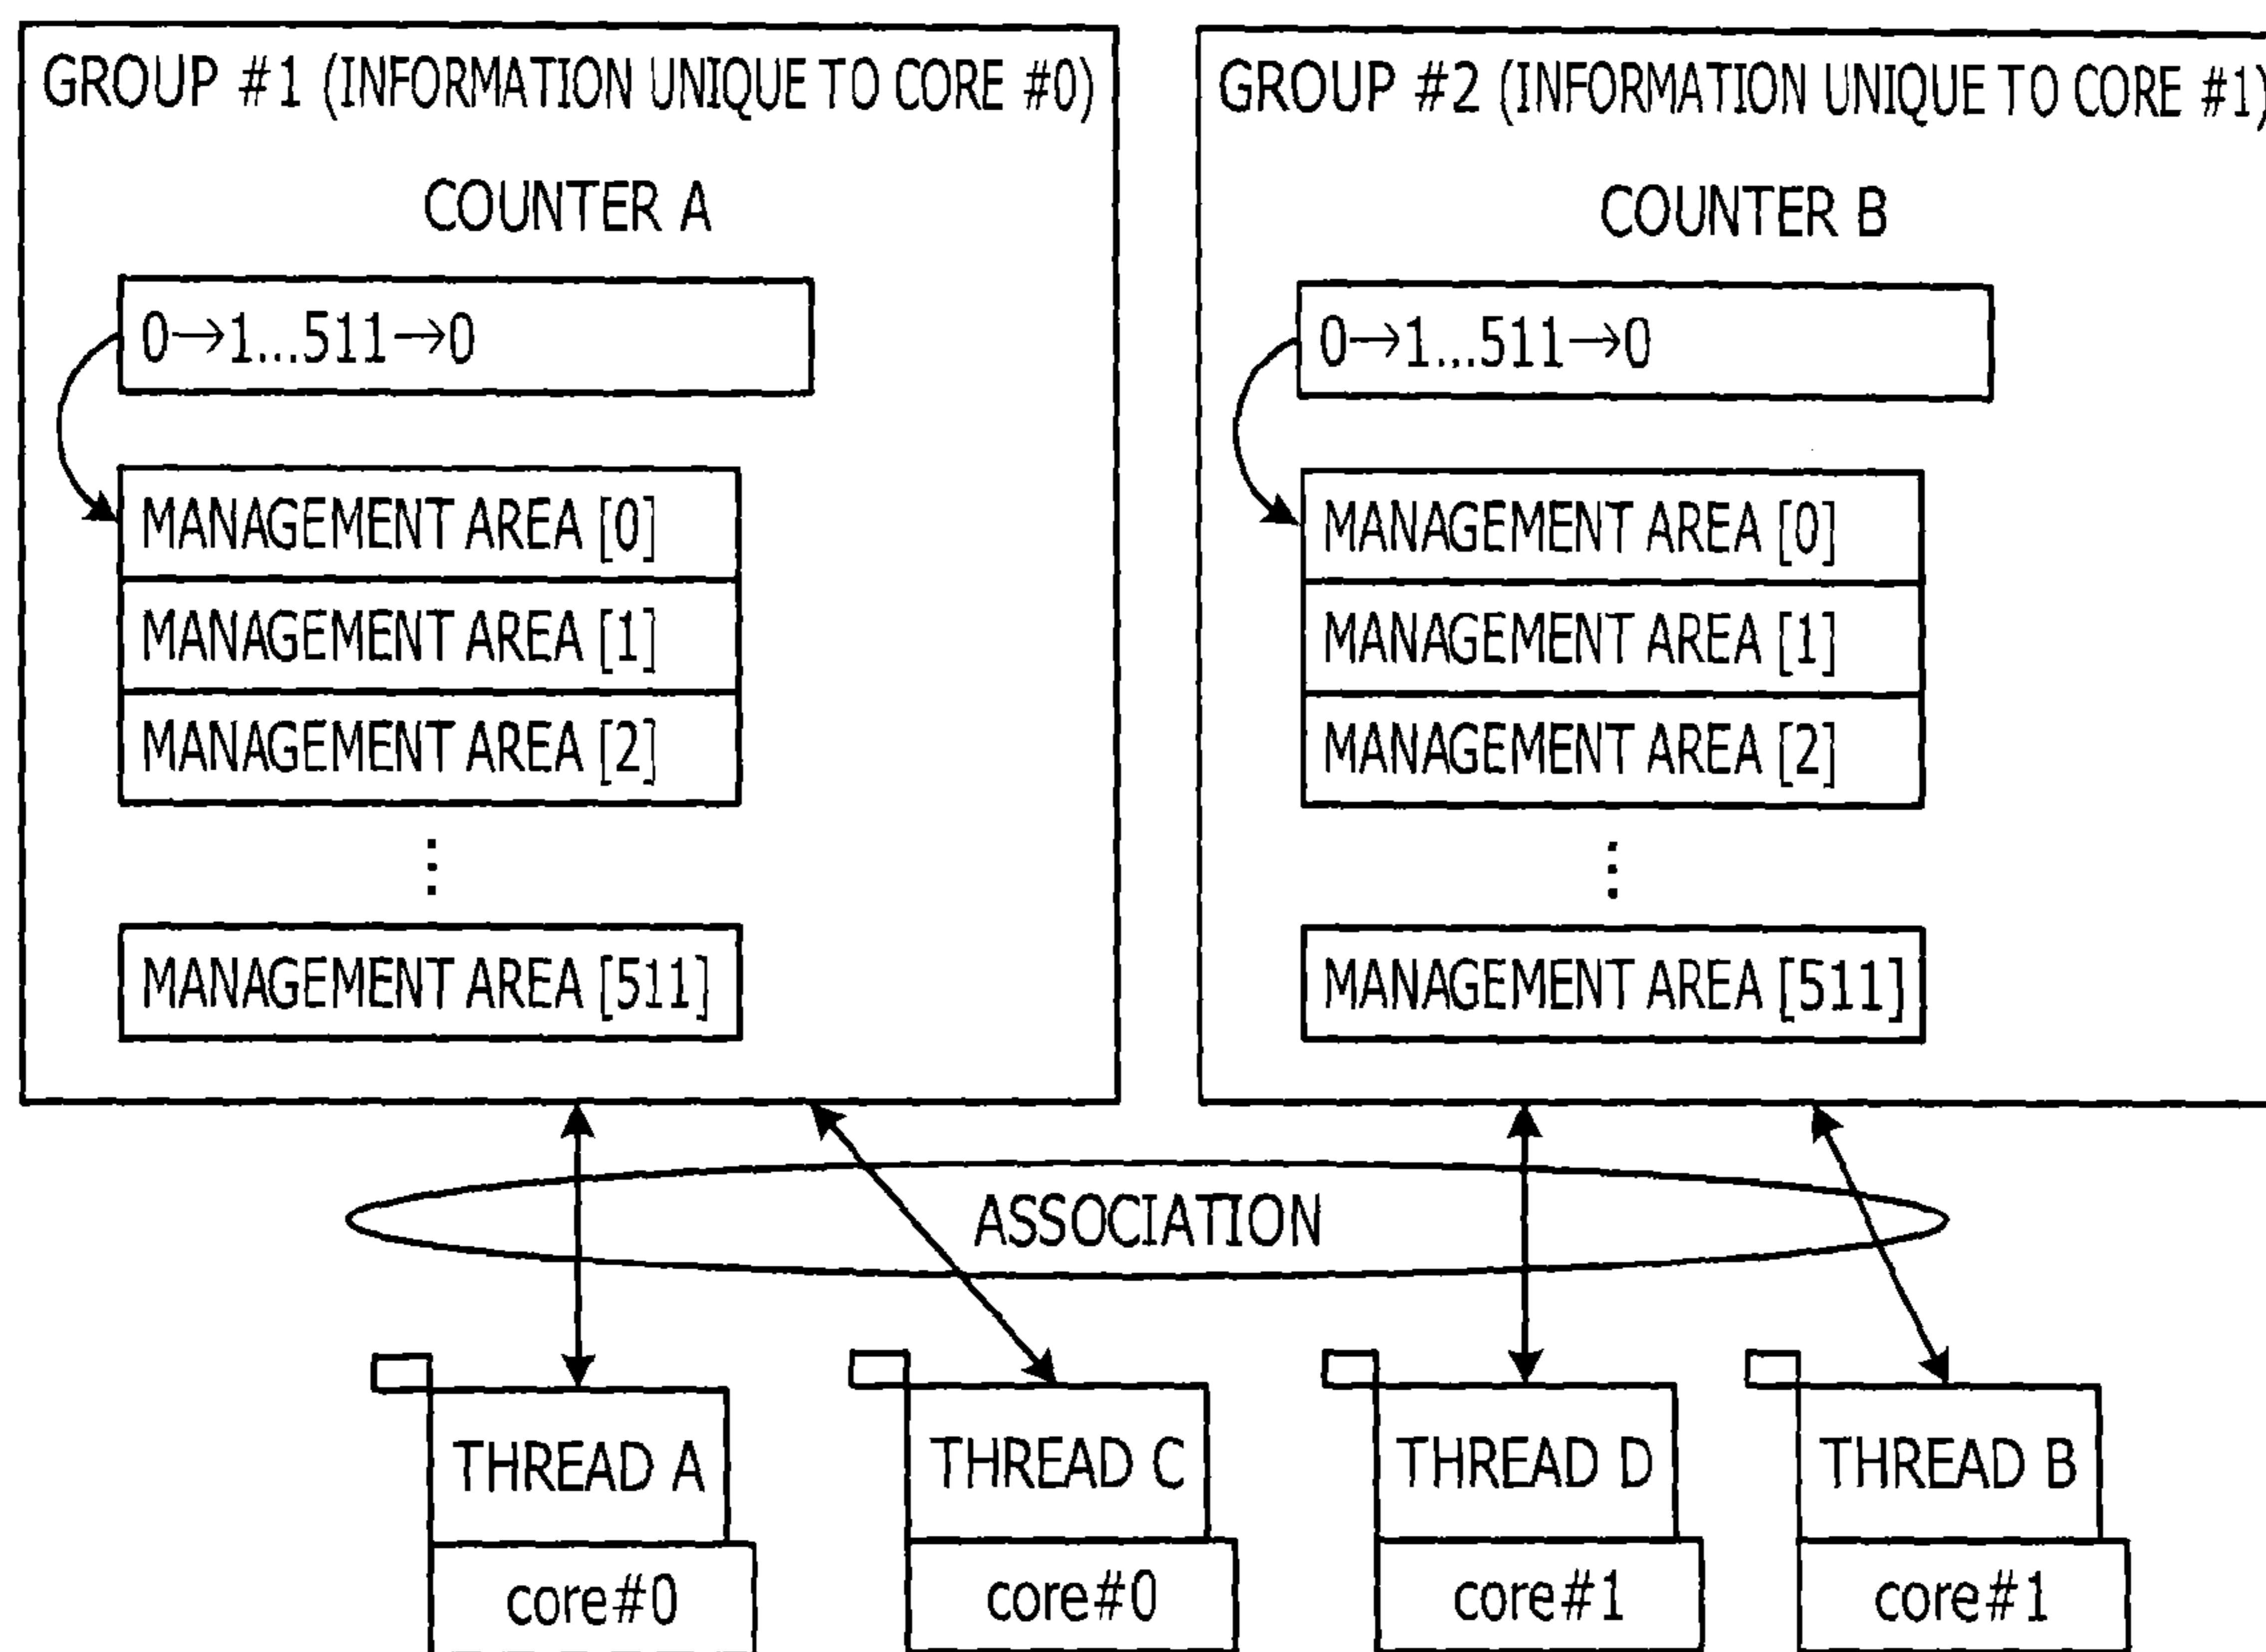 GROUP #1 (INFORMATION UNIQUE TO CORE #0)
COUNTER A
0→1...511→0
MANAGEMENT AREA [0]
MANAGEMENT AREA [1]
MANAGEMENT AREA [2]
⋮
MANAGEMENT AREA [511]
GROUP #2 (INFORMATION UNIQUE TO CORE #1)
COUNTER B
0→1...511→0
MANAGEMENT AREA [0]
MANAGEMENT AREA [1]
MANAGEMENT AREA [2]
⋮
MANAGEMENT AREA [511]
ASSOCIATION
THREAD A
core#0
THREAD C
core#0
THREAD D
core#1
THREAD B
core#1